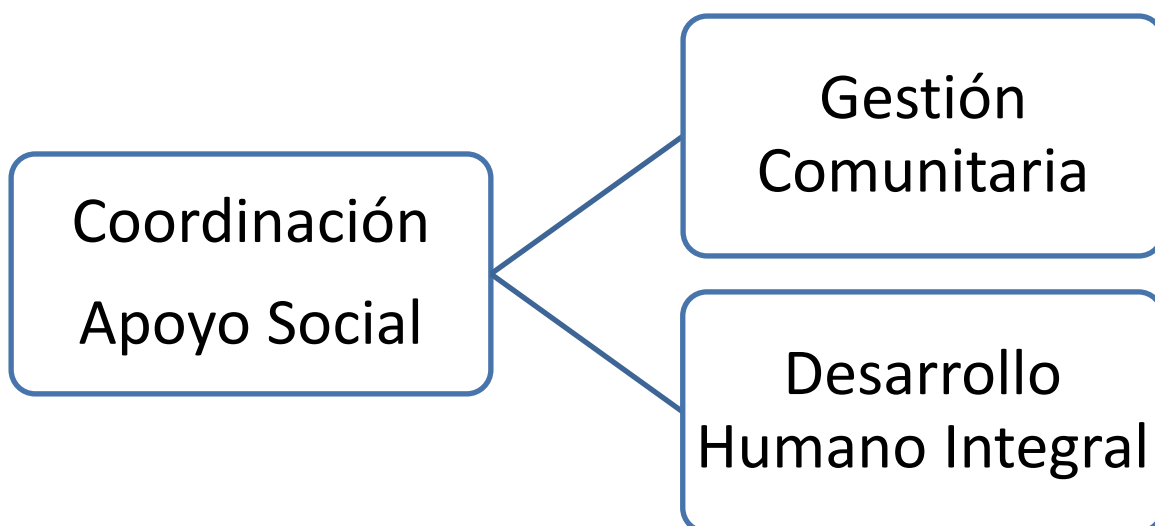 Coordinación
Apoyo Social
Gestión
Comunitaria
Desarrollo
Humano Integral